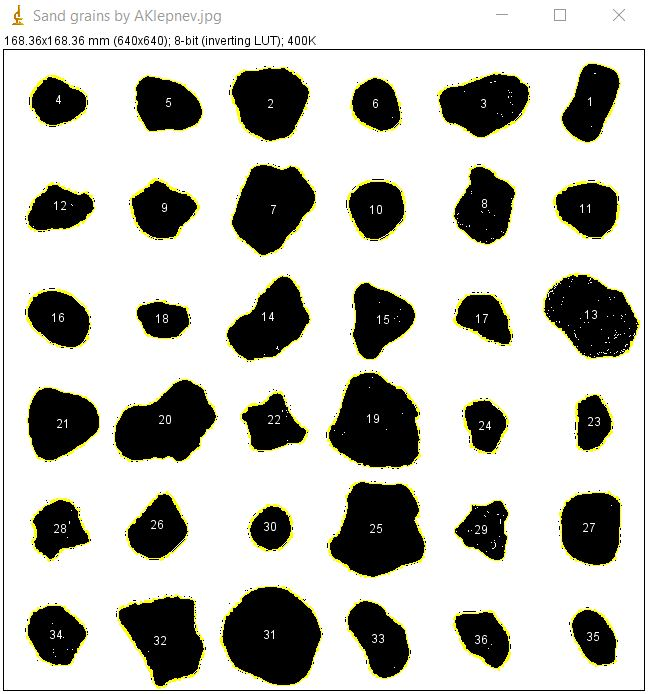 Sand grains by AKlepnev.jpg
168.36x168.36 mm (640x640); 8-bit (inverting LUT); 400K
4 5 2 6 3 1
12 9 7 10 8 11
16 18 14 15 17 13
21 20 22 19 24 23
28 26 30 25 29 27
34 32 31 33 36 35